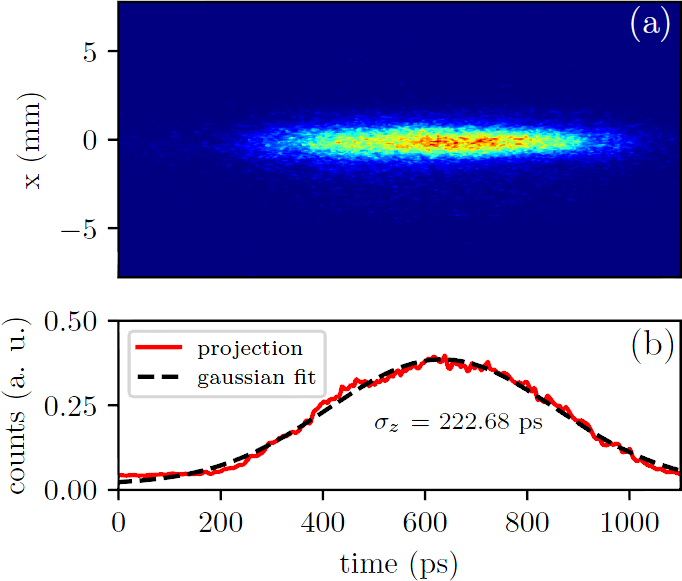 (a)
5
0
−5
x (mm)
0.50
0.25
0.00
counts (a. u.)
(b)
projection
gaussian fit
σz = 222.68 ps
0 200 400 600 800 1000
time (ps)